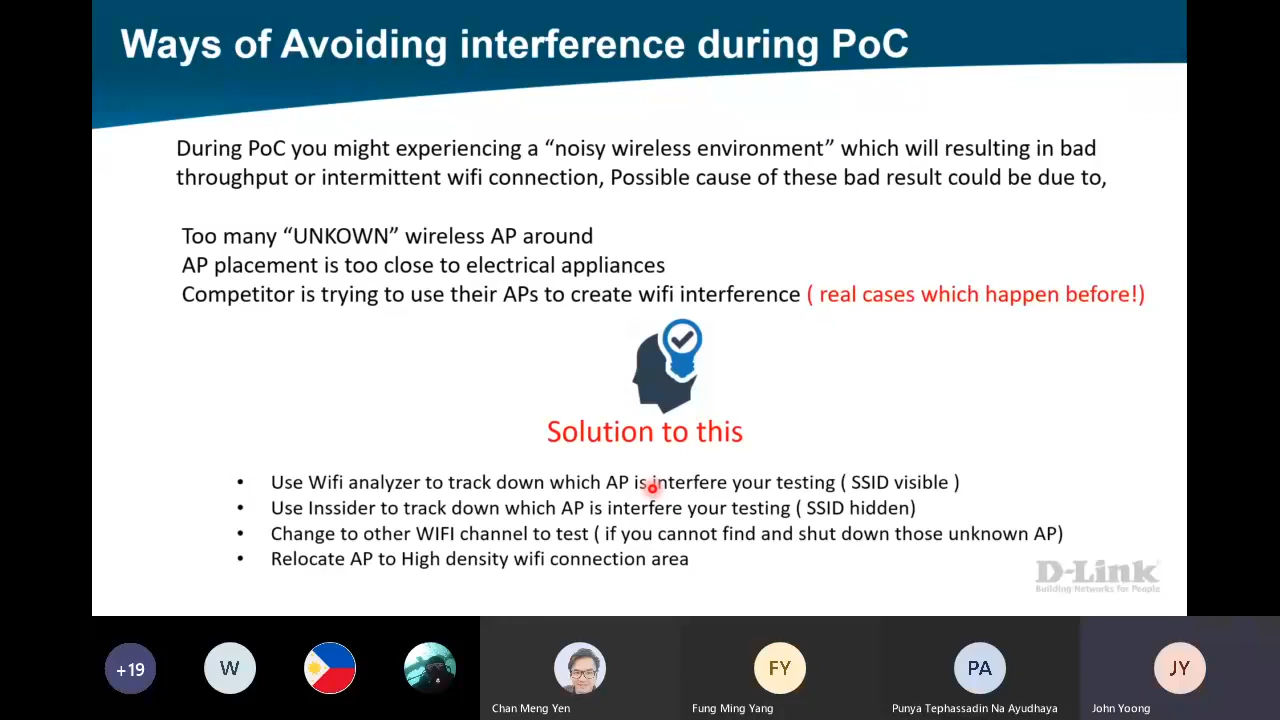 Ways of Avoiding interference during PoC
During PoC you might experiencing a “noisy wireless environment” which will resulting in bad
throughput or intermittent wifi connection, Possible cause of these bad result could be due to,
Too many “UNKOWN” wireless AP around
AP placement is too close to electrical appliances
Competitor is trying to use their APs to create wifi interference ( real cases which happen before!)
Solution to this
• Use Wifi analyzer to track down which AP is interfere your testing ( SSID visible )
• Use Inssider to track down which AP is interfere your testing ( SSID hidden)
• Change to other WIFI channel to test ( if you cannot find and shut down those unknown AP)
• Relocate AP to High density wifi connection area
D-Link
Building Networks for People
+19
W
FY
PA
JY
Chan Meng Yen
Fung Ming Yang
Punya Tephassadin Na Ayudhaya
John Yoong